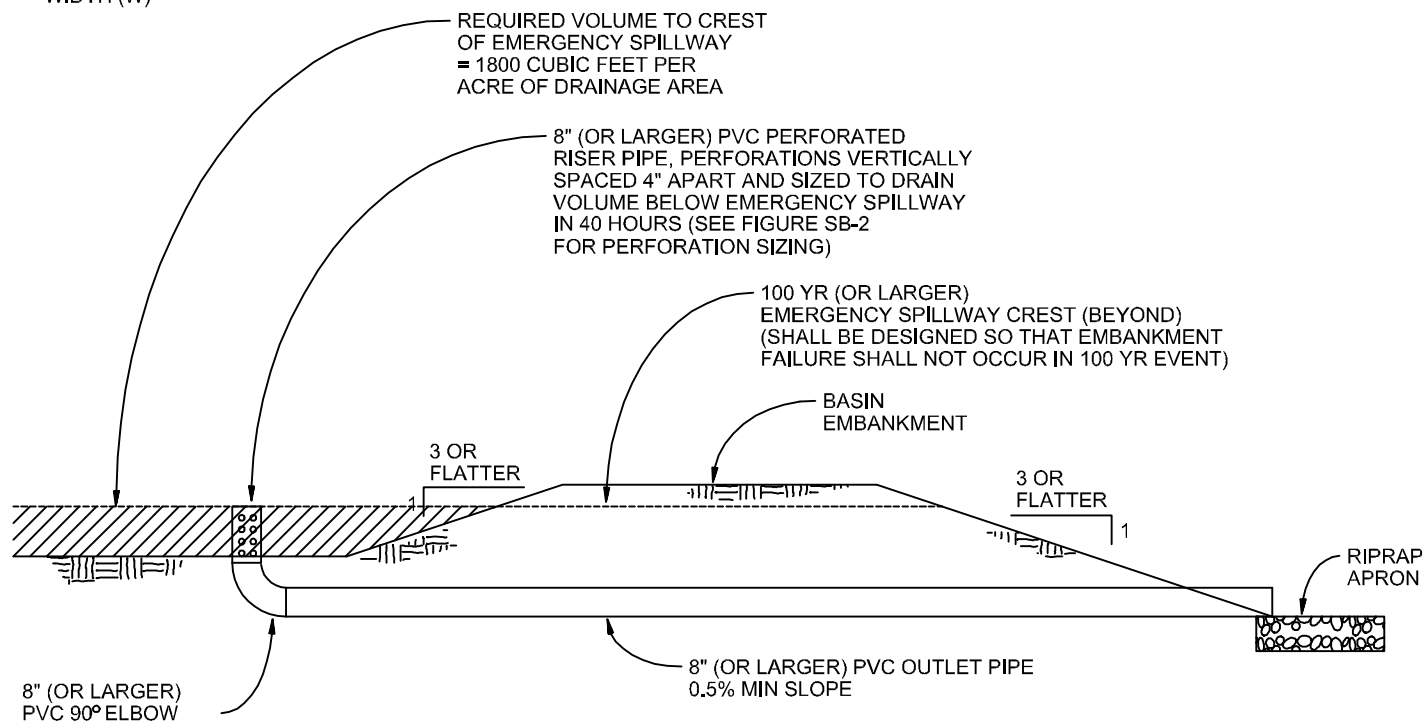 WIDTH (W)
REQUIRED VOLUME TO CREST
OF EMERGENCY SPILLWAY
= 1800 CUBIC FEET PER
ACRE OF DRAINAGE AREA
8" (OR LARGER) PVC PERFORATED
RISER PIPE, PERFORATIONS VERTICALLY
SPACED 4" APART AND SIZED TO DRAIN
VOLUME BELOW EMERGENCY SPILLWAY
IN 40 HOURS (SEE FIGURE SB-2
FOR PERFORATION SIZING)
100 YR (OR LARGER)
EMERGENCY SPILLWAY CREST (BEYOND)
(SHALL BE DESIGNED SO THAT EMBANKMENT
FAILURE SHALL NOT OCCUR IN 100 YR EVENT)
BASIN
EMBANKMENT
3 OR
FLATTER
1
3 OR
FLATTER
1
RIPRAP
APRON
8" (OR LARGER) PVC OUTLET PIPE
0.5% MIN SLOPE
8" (OR LARGER)
PVC 90° ELBOW